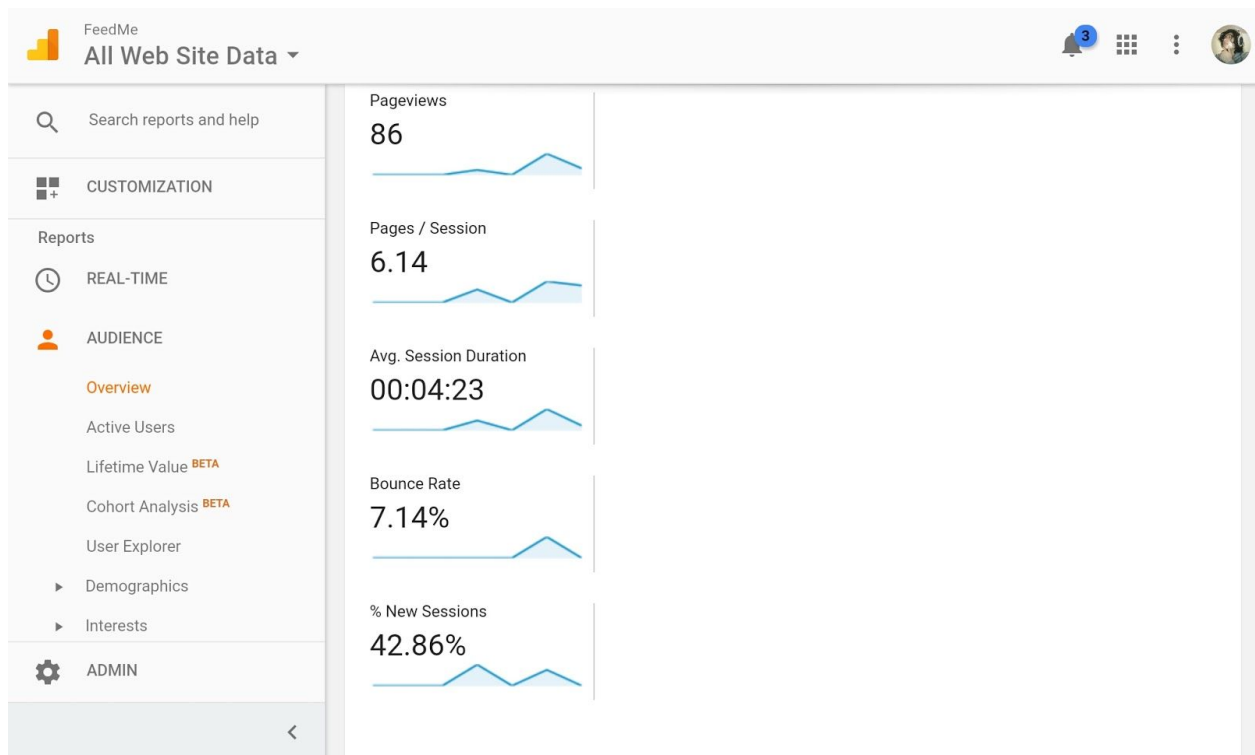 FeedMe
All Web Site Data
3
Search reports and help
CUSTOMIZATION
Reports
REAL-TIME
AUDIENCE
Overview
Active Users
Lifetime Value BETA
Cohort Analysis BETA
User Explorer
Demographics
Interests
ADMIN
Pageviews
86
Pages / Session
6.14
Avg. Session Duration
00:04:23
Bounce Rate
7.14%
% New Sessions
42.86%